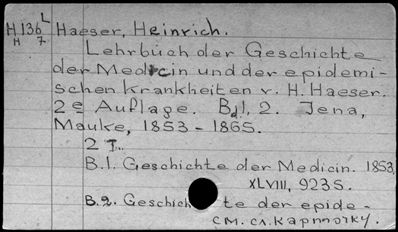 H136 L Haeser, Heinrich.
H 7
Lehrbuch der Geschichte
der Medicin und der epidemi-
schen Krankheiten v. H. Haeser.
2e Auflage. Bd 1, 2. Jena,
Mauke, 1853-1865.
2 T.
B.1. Geschichte der Medicin. 1853
XLVIII, 923 S.
B.2. Geschich te der epide-
см. сл. карточку.